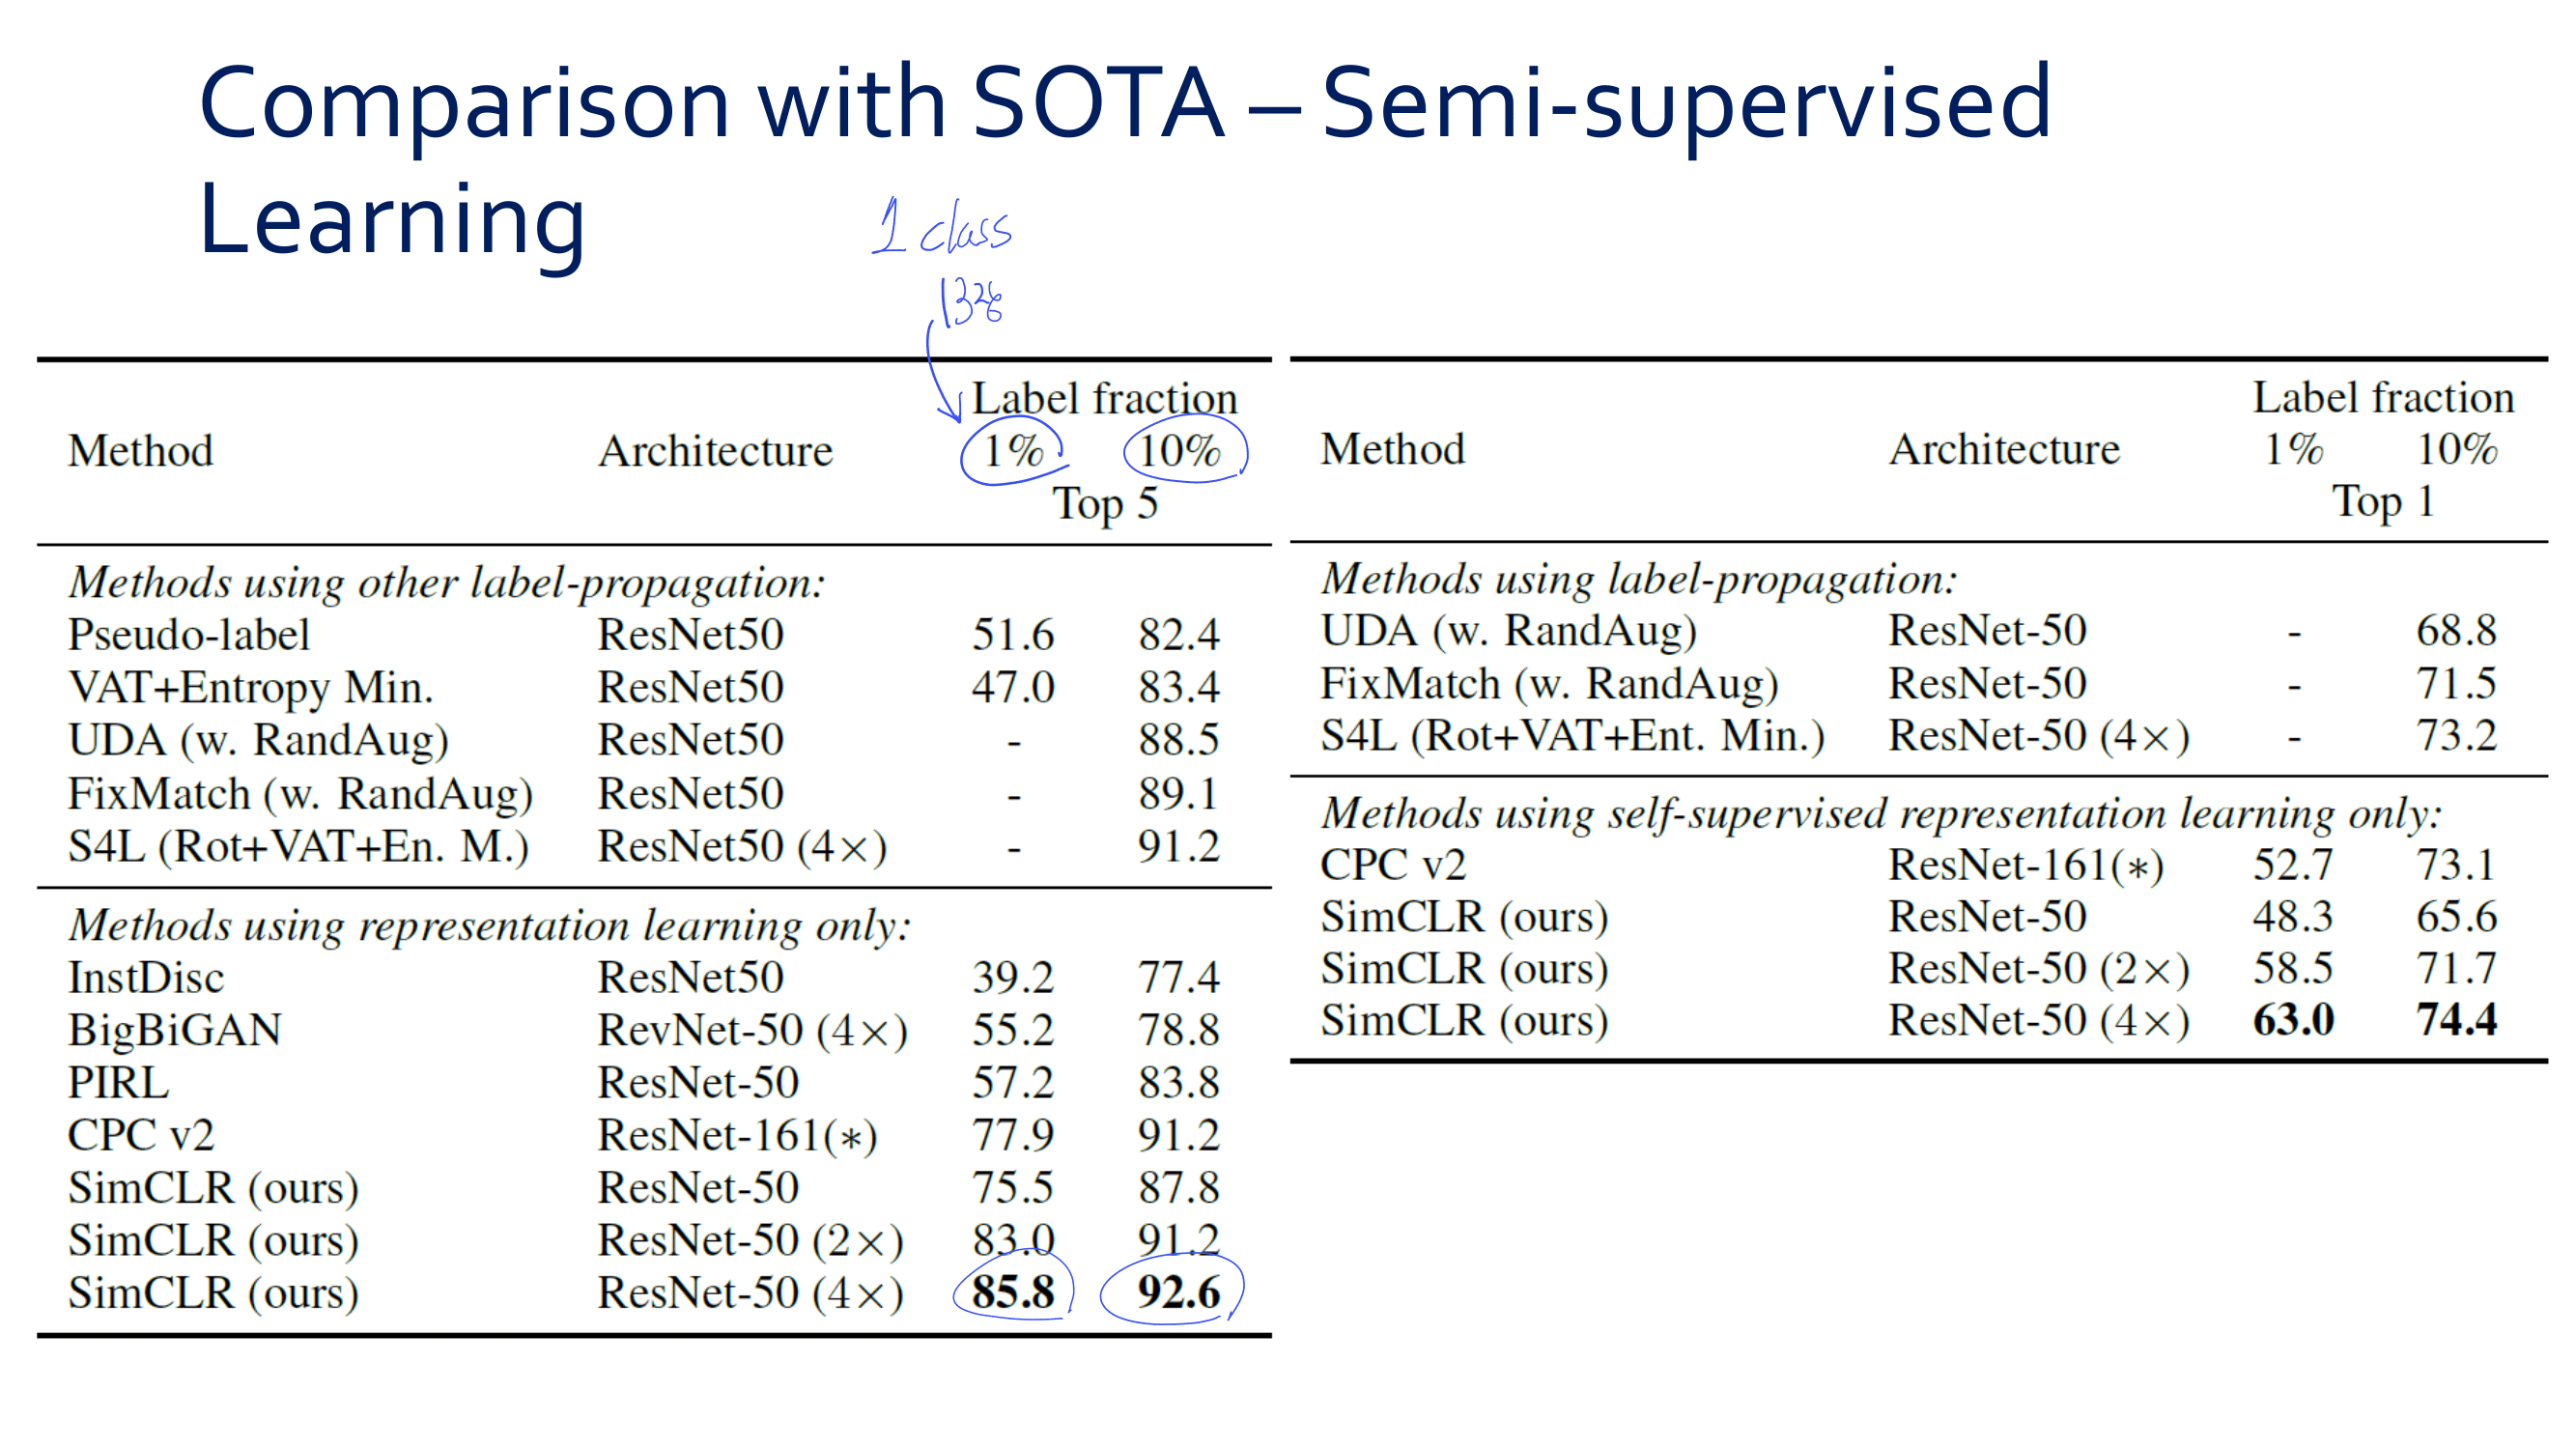 Comparison with SOTA – Semi-supervised
Learning
1 class
Method Architecture Label fraction
1% 10%
Top 5
Methods using other label-propagation:
Pseudo-label ResNet50 51.6 82.4
VAT+Entropy Min. ResNet50 47.0 83.4
UDA (w. RandAug) ResNet50 - 88.5
FixMatch (w. RandAug) ResNet50 - 89.1
S4L (Rot+VAT+En. M.) ResNet50 (4×) - 91.2
Methods using representation learning only:
InstDisc ResNet50 39.2 77.4
BigBiGAN RevNet-50 (4×) 55.2 78.8
PIRL ResNet-50 57.2 83.8
CPC v2 ResNet-161(∗) 77.9 91.2
SimCLR (ours) ResNet-50 75.5 87.8
SimCLR (ours) ResNet-50 (2×) 83.0 91.2
SimCLR (ours) ResNet-50 (4×) 85.8 92.6
Method Architecture Label fraction
1% 10%
Top 1
Methods using label-propagation:
UDA (w. RandAug) ResNet-50 - 68.8
FixMatch (w. RandAug) ResNet-50 - 71.5
S4L (Rot+VAT+Ent. Min.) ResNet-50 (4×) - 73.2
Methods using self-supervised representation learning only:
CPC v2 ResNet-161(∗) 52.7 73.1
SimCLR (ours) ResNet-50 48.3 65.6
SimCLR (ours) ResNet-50 (2×) 58.5 71.7
SimCLR (ours) ResNet-50 (4×) 63.0 74.4